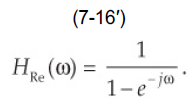 (7-16′)
H_Re(ω) = 1 / (1 − e^(−jω)) .